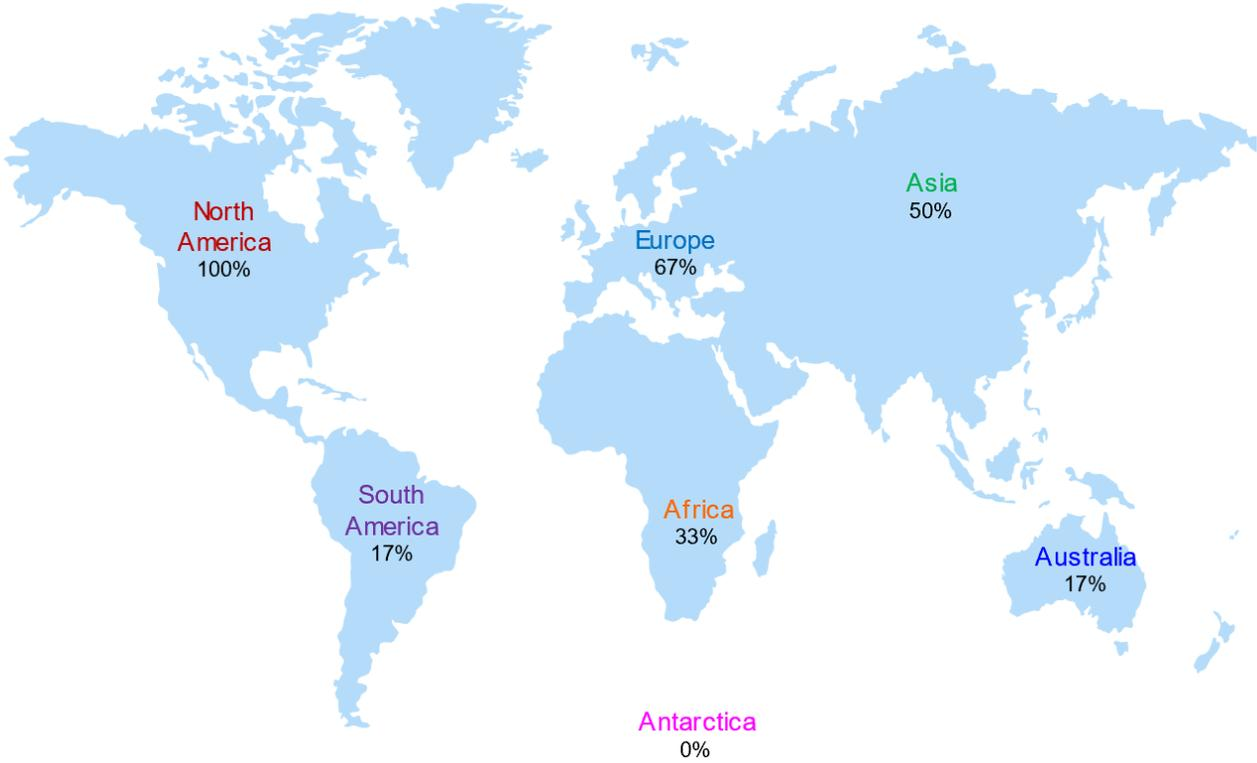 Asia
50%
North
America
100%
Europe
67%
South
America
17%
Africa
33%
Australia
17%
Antarctica
0%